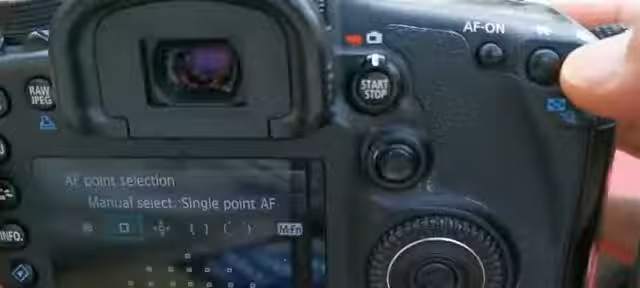 AF-ON
RAW
JPEG
START
STOP
AF point selection
Manual select.:Single point AF
INFO.
M-Fn